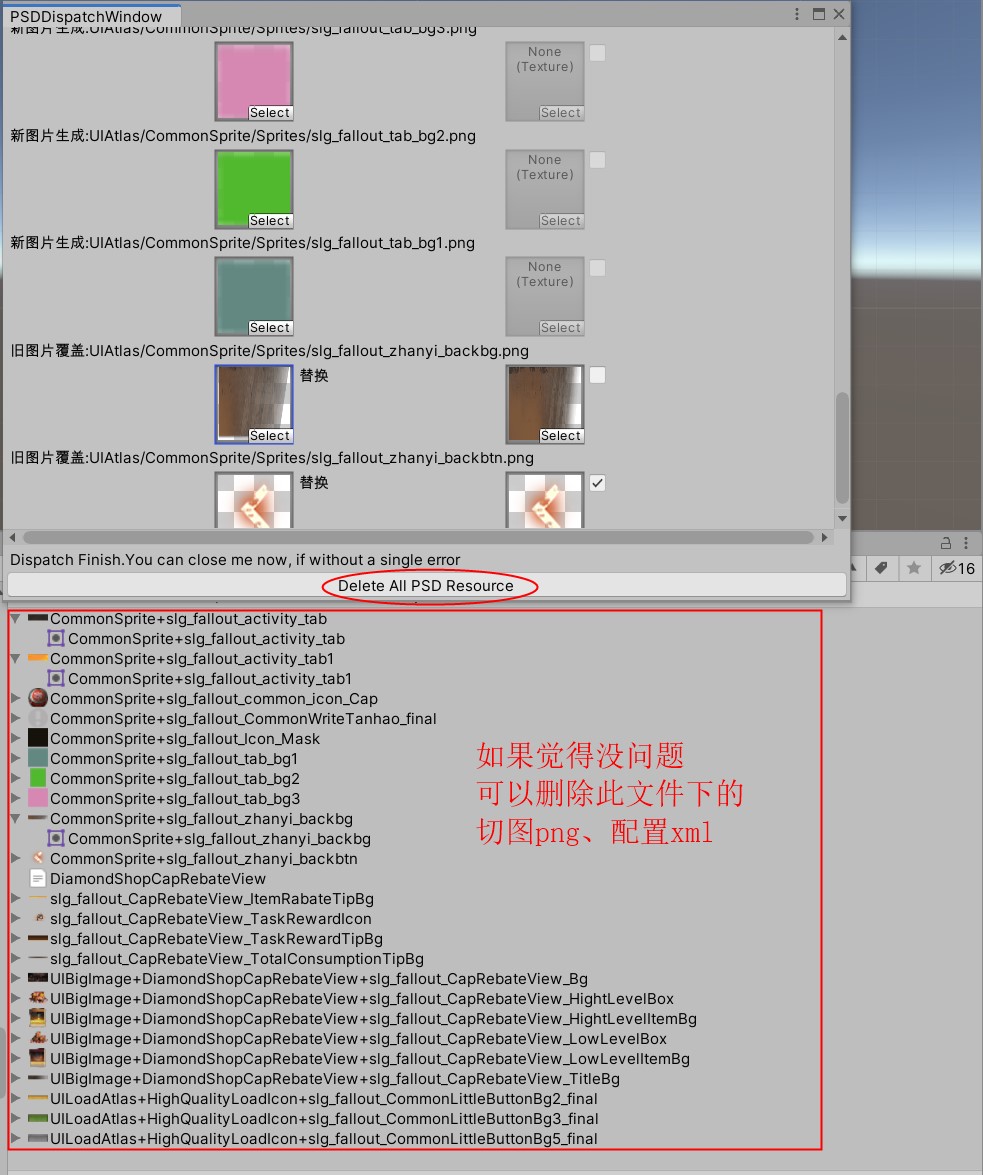 PSDDispatchWindow
新图片生成:UIAtlas/CommonSprite/Sprites/slg_fallout_tab_bg3.png
None
(Texture)
Select
Select
新图片生成:UIAtlas/CommonSprite/Sprites/slg_fallout_tab_bg2.png
None
(Texture)
Select
Select
新图片生成:UIAtlas/CommonSprite/Sprites/slg_fallout_tab_bg1.png
None
(Texture)
Select
Select
旧图片覆盖:UIAtlas/CommonSprite/Sprites/slg_fallout_zhanyi_backbg.png
替换
Select
Select
旧图片覆盖:UIAtlas/CommonSprite/Sprites/slg_fallout_zhanyi_backbtn.png
替换
Dispatch Finish.You can close me now, if without a single error
16
Delete All PSD Resource
CommonSprite+slg_fallout_activity_tab
CommonSprite+slg_fallout_activity_tab
CommonSprite+slg_fallout_activity_tab1
CommonSprite+slg_fallout_activity_tab1
CommonSprite+slg_fallout_common_icon_Cap
CommonSprite+slg_fallout_CommonWriteTanhao_final
CommonSprite+slg_fallout_Icon_Mask
CommonSprite+slg_fallout_tab_bg1
CommonSprite+slg_fallout_tab_bg2
CommonSprite+slg_fallout_tab_bg3
CommonSprite+slg_fallout_zhanyi_backbg
CommonSprite+slg_fallout_zhanyi_backbg
CommonSprite+slg_fallout_zhanyi_backbtn
DiamondShopCapRebateView
slg_fallout_CapRebateView_ItemRabateTipBg
slg_fallout_CapRebateView_TaskRewardIcon
slg_fallout_CapRebateView_TaskRewardTipBg
slg_fallout_CapRebateView_TotalConsumptionTipBg
UIBigImage+DiamondShopCapRebateView+slg_fallout_CapRebateView_Bg
UIBigImage+DiamondShopCapRebateView+slg_fallout_CapRebateView_HightLevelBox
UIBigImage+DiamondShopCapRebateView+slg_fallout_CapRebateView_HightLevelItemBg
UIBigImage+DiamondShopCapRebateView+slg_fallout_CapRebateView_LowLevelBox
UIBigImage+DiamondShopCapRebateView+slg_fallout_CapRebateView_LowLevelItemBg
UIBigImage+DiamondShopCapRebateView+slg_fallout_CapRebateView_TitleBg
UILoadAtlas+HighQualityLoadIcon+slg_fallout_CommonLittleButtonBg2_final
UILoadAtlas+HighQualityLoadIcon+slg_fallout_CommonLittleButtonBg3_final
UILoadAtlas+HighQualityLoadIcon+slg_fallout_CommonLittleButtonBg5_final
如果觉得没问题
可以删除此文件下的
切图png、配置xml